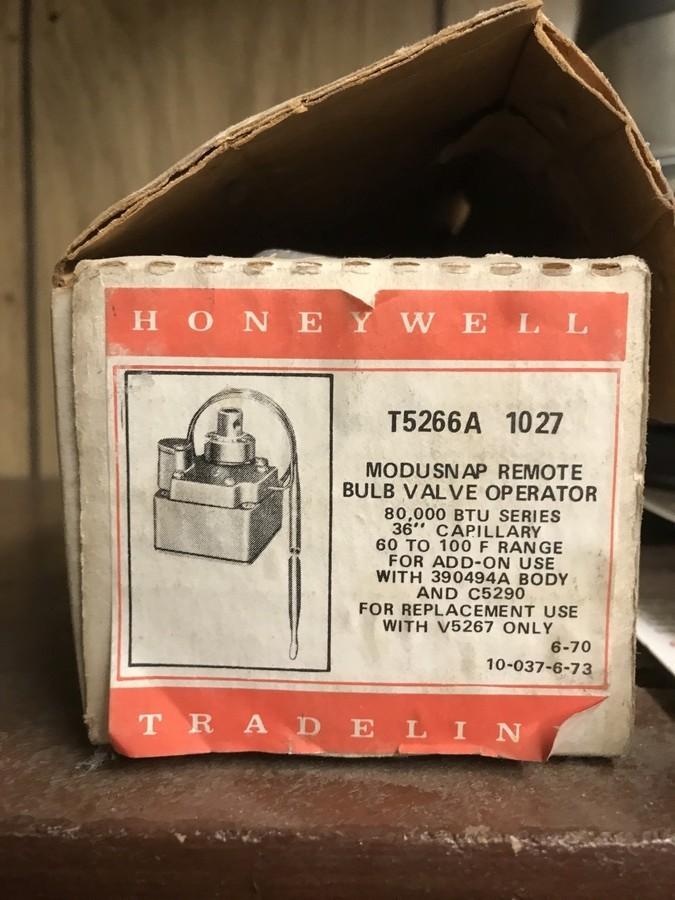 HONEYWELL
T5266A 1027
MODUSNAP REMOTE
BULB VALVE OPERATOR
80,000 BTU SERIES
36" CAPILLARY
60 TO 100 F RANGE
FOR ADD-ON USE
WITH 390494A BODY
AND C5290
FOR REPLACEMENT USE
WITH V5267 ONLY
6-70
10-037-6-73
TRADELIN